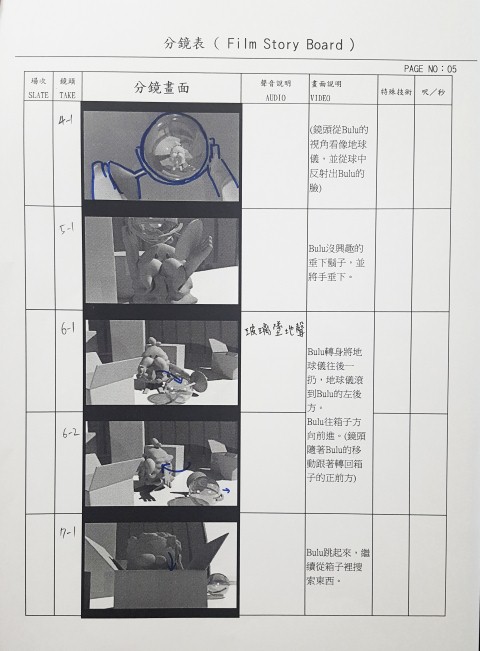 分鏡表 ( Film Story Board )
PAGE NO：05
場次 鏡頭 分鏡畫面 聲音說明 畫面說明 特殊技術 呎／秒
SLATE TAKE AUDIO VIDEO
4-1
(鏡頭從Bulu的
視角看像地球
儀，並從球中
反射出Bulu的
臉)
5-1
Bulu沒興趣的
垂下鬍子，並
將手垂下。
6-1
玻璃墜地聲
Bulu轉身將地
球儀往後一
扔，地球儀滾
到Bulu的左後
方。
6-2
Bulu往箱子方
向前進。(鏡頭
隨著Bulu的移
動跟著轉回箱
子的正前方)
7-1
Bulu跳起來，繼
續從箱子裡搜
索東西。